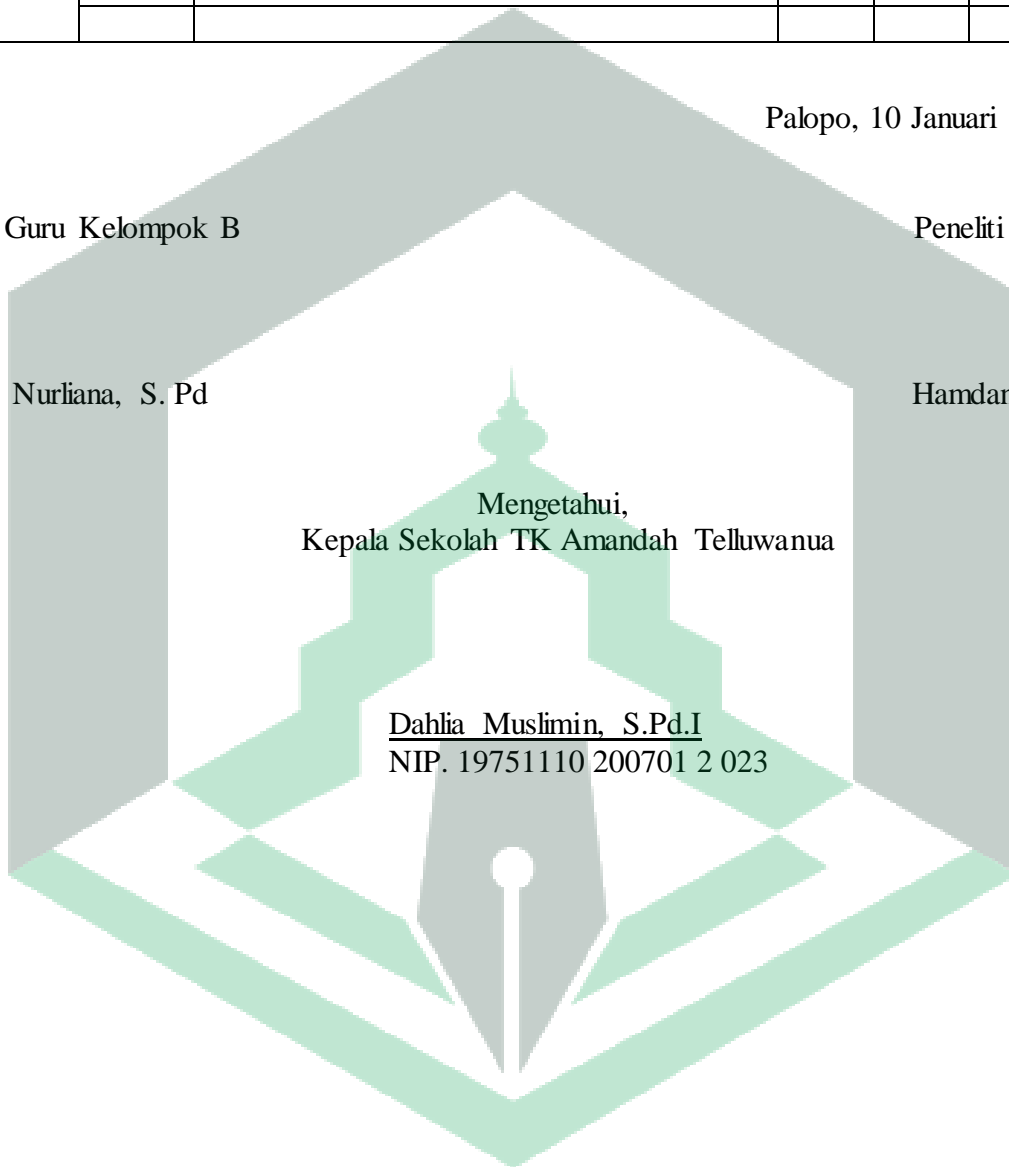 Palopo, 10 Januari
Guru Kelompok B
Peneliti
Nurliana, S. Pd
Mengetahui,
Kepala Sekolah TK Amandah Telluwanua
Dahlia Muslimin, S.Pd.I
NIP. 19751110 200701 2 023